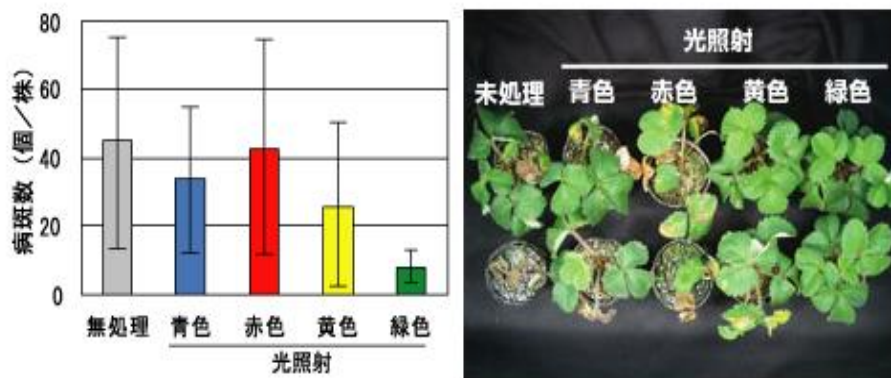 病斑数（個／株）
80
60
40
20
0
無処理 青色 赤色 黄色 緑色
光照射
光照射
未処理 青色 赤色 黄色 緑色